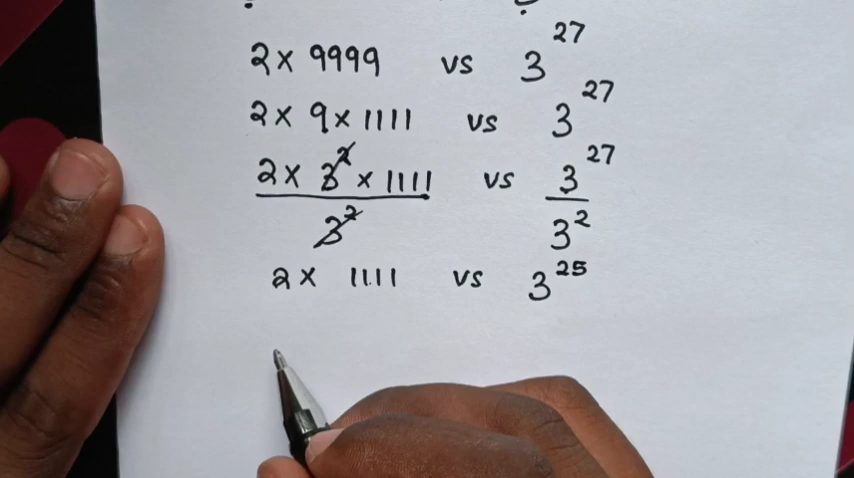 2 × 9999 vs 3^27
2 × 9 × 1111 vs 3^27
2 × 3^2 × 1111 vs 3^27
3^2 3^2
2 × 1111 vs 3^25